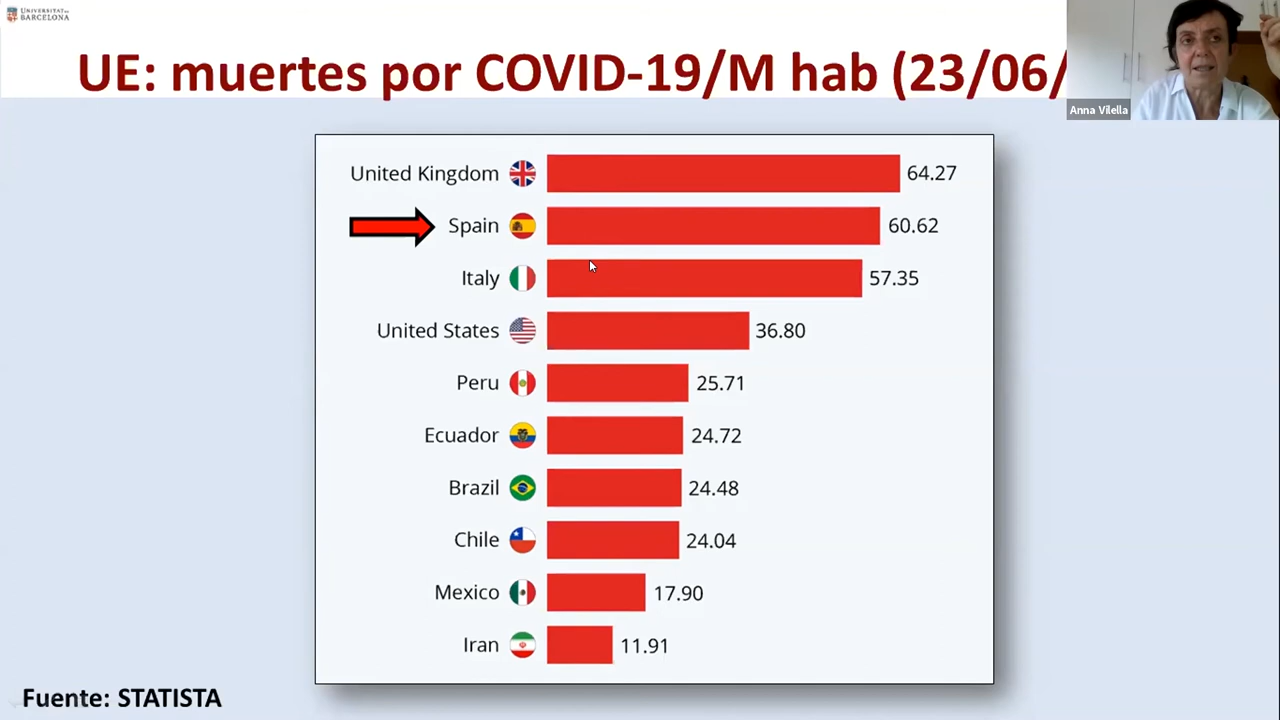 UNIVERSITAT DE
BARCELONA
UE: muertes por COVID-19/M hab (23/06/
Anna Vilella
United Kingdom 64.27
Spain 60.62
Italy 57.35
United States 36.80
Peru 25.71
Ecuador 24.72
Brazil 24.48
Chile 24.04
Mexico 17.90
Iran 11.91
Fuente: STATISTA